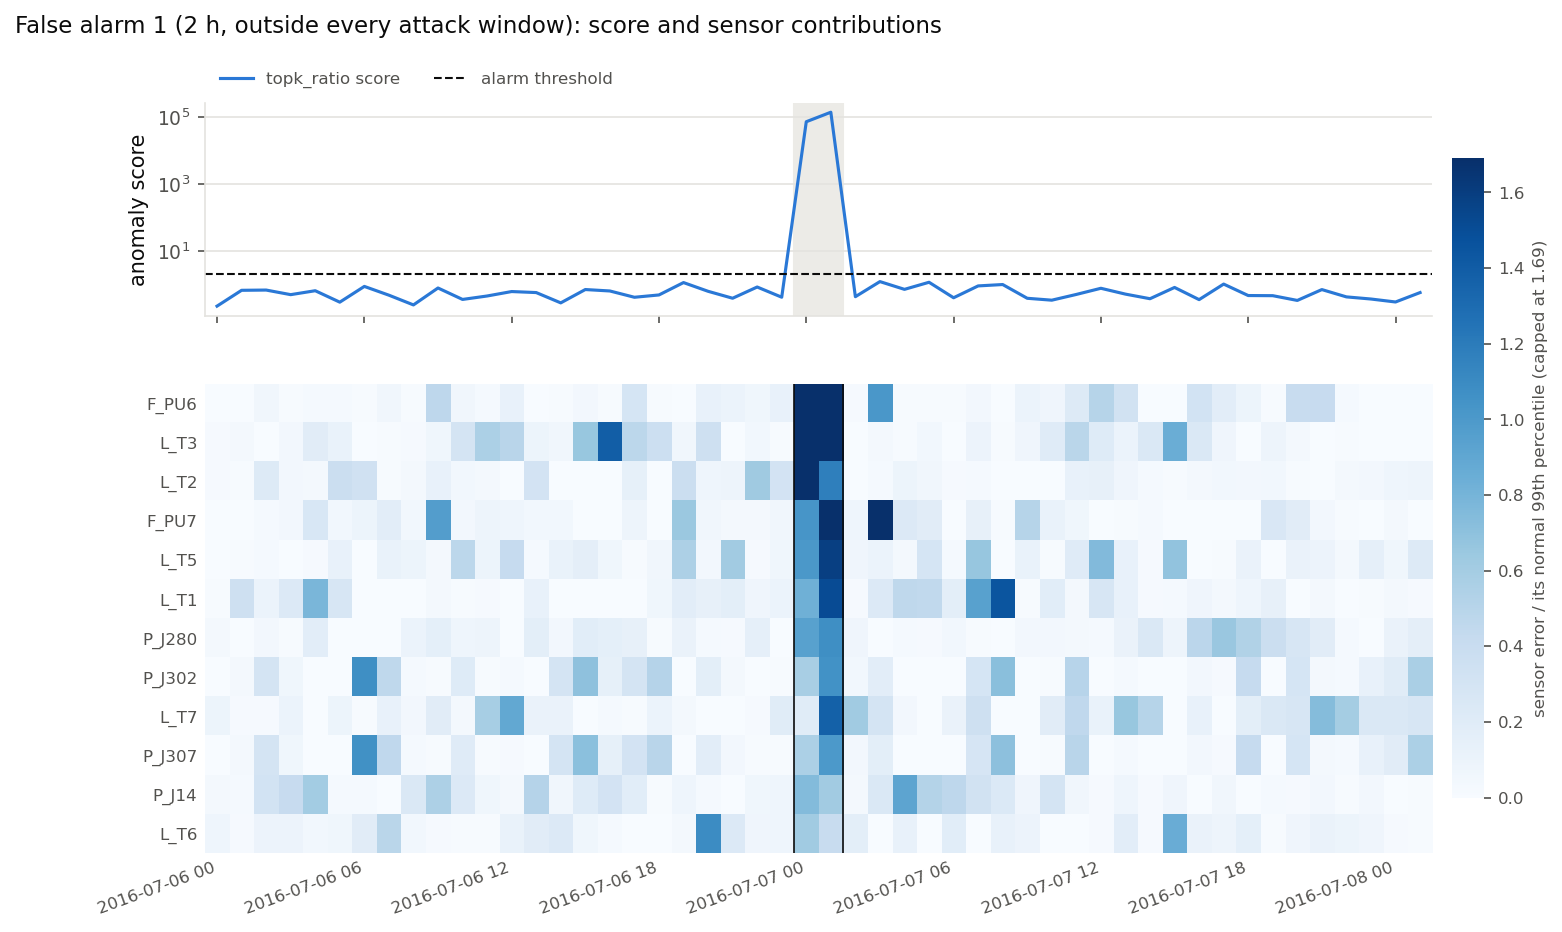 False alarm 1 (2 h, outside every attack window): score and sensor contributions
topk_ratio score
alarm threshold
anomaly score
10^5
10^3
10^1
F_PU6
L_T3
L_T2
F_PU7
L_T5
L_T1
P_J280
P_J302
L_T7
P_J307
P_J14
L_T6
2016-07-06 00
2016-07-06 06
2016-07-06 12
2016-07-06 18
2016-07-07 00
2016-07-07 06
2016-07-07 12
2016-07-07 18
2016-07-08 00
1.6
1.4
1.2
1.0
0.8
0.6
0.4
0.2
0.0
sensor error / its normal 99th percentile (capped at 1.69)